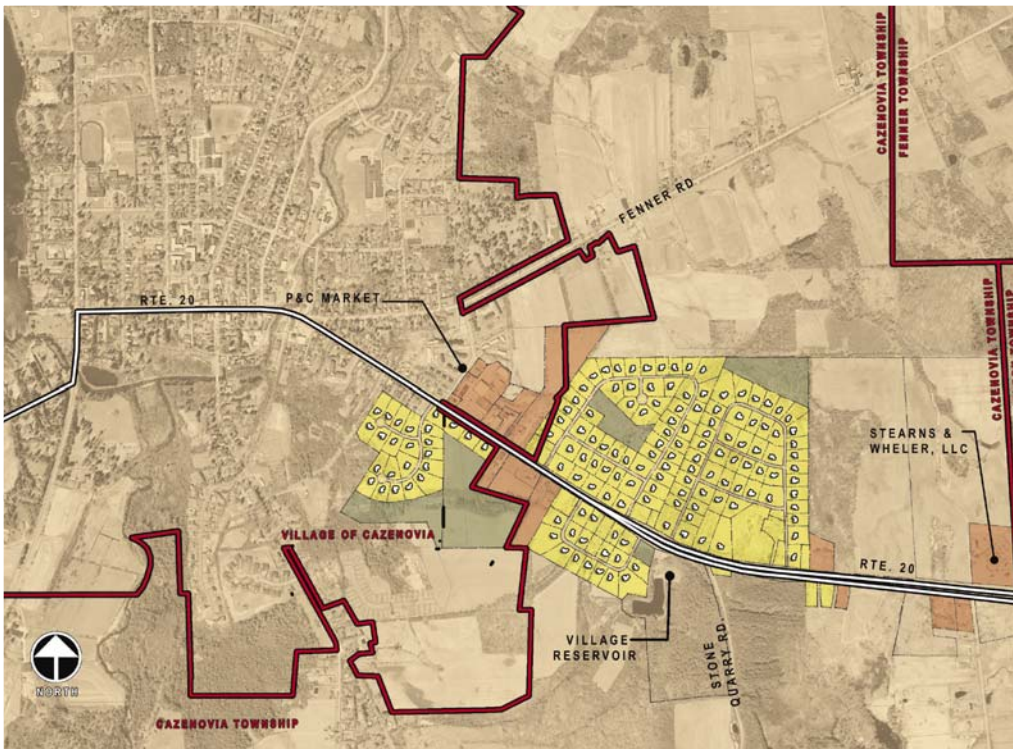 CAZENOVIA TOWNSHIP
FENNER TOWNSHIP
FENNER RD
RTE. 20
P&C MARKET
CAZENOVIA TOWNSHIP
TOWNSHIP
STEARNS &
WHELER, LLC
VILLAGE OF CAZENOVIA
RTE. 20
VILLAGE
RESERVOIR
STONE
QUARRY RD.
NORTH
CAZENOVIA TOWNSHIP